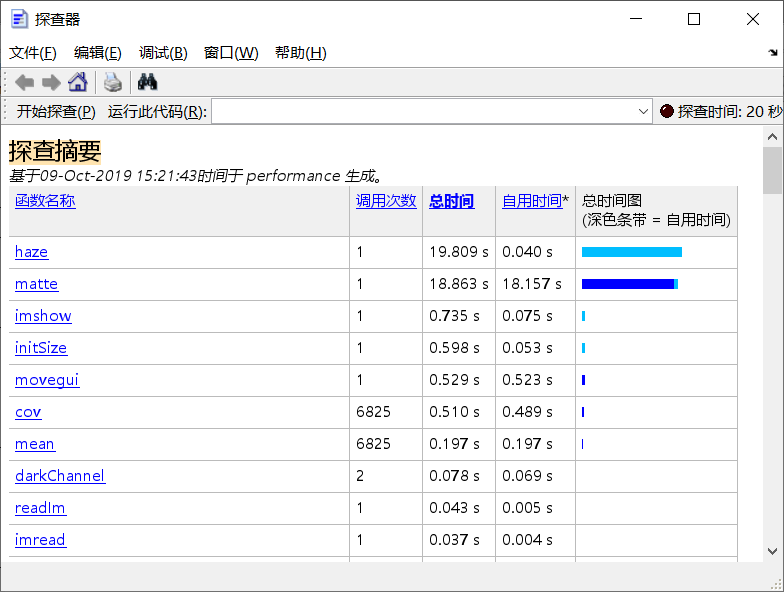 探查器
文件(F) 编辑(E) 调试(B) 窗口(W) 帮助(H)
开始探查(P) 运行此代码(R): 探查时间: 20 秒
探查摘要
基于09-Oct-2019 15:21:43时间于 performance 生成。
函数名称 调用次数 总时间 自用时间* 总时间图
(深色条带 = 自用时间)
haze 1 19.809 s 0.040 s
matte 1 18.863 s 18.157 s
imshow 1 0.735 s 0.075 s
initSize 1 0.598 s 0.053 s
movegui 1 0.529 s 0.523 s
cov 6825 0.510 s 0.489 s
mean 6825 0.197 s 0.197 s
darkChannel 2 0.078 s 0.069 s
readIm 1 0.043 s 0.005 s
imread 1 0.037 s 0.004 s